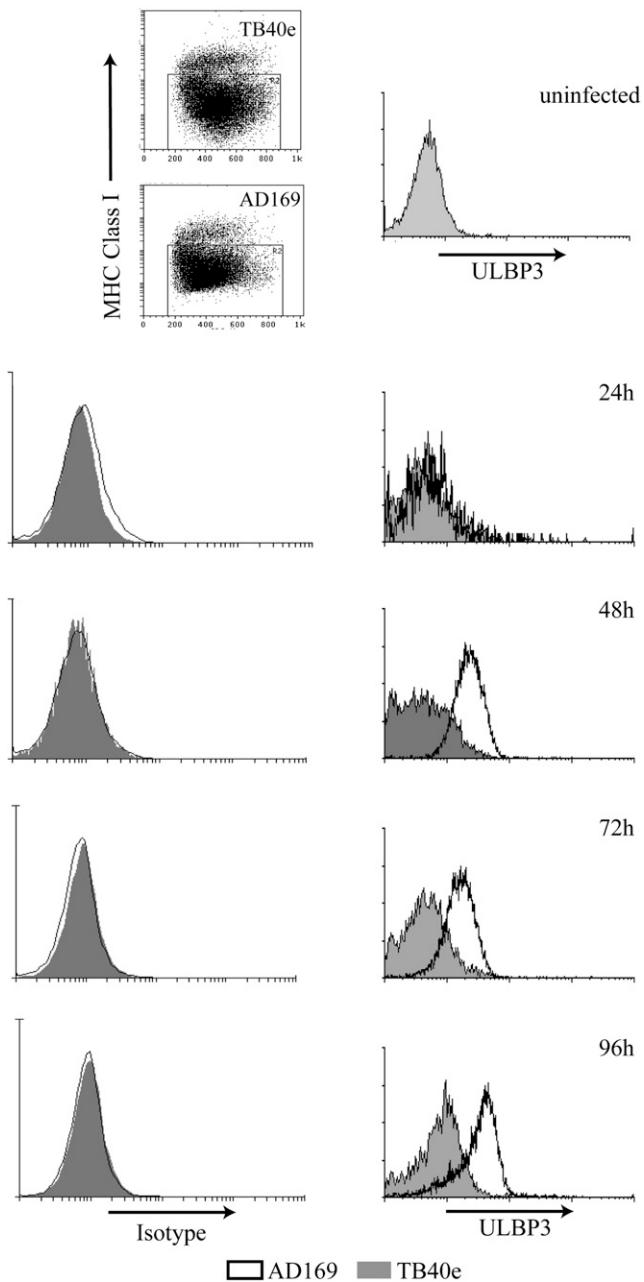 TB40e
R2
0 200 400 600 800 1k
AD169
R2
0 200 400 600 800 1k
MHC Class I
uninfected
ULBP3
24h
48h
72h
96h
Isotype
ULBP3
AD169 TB40e